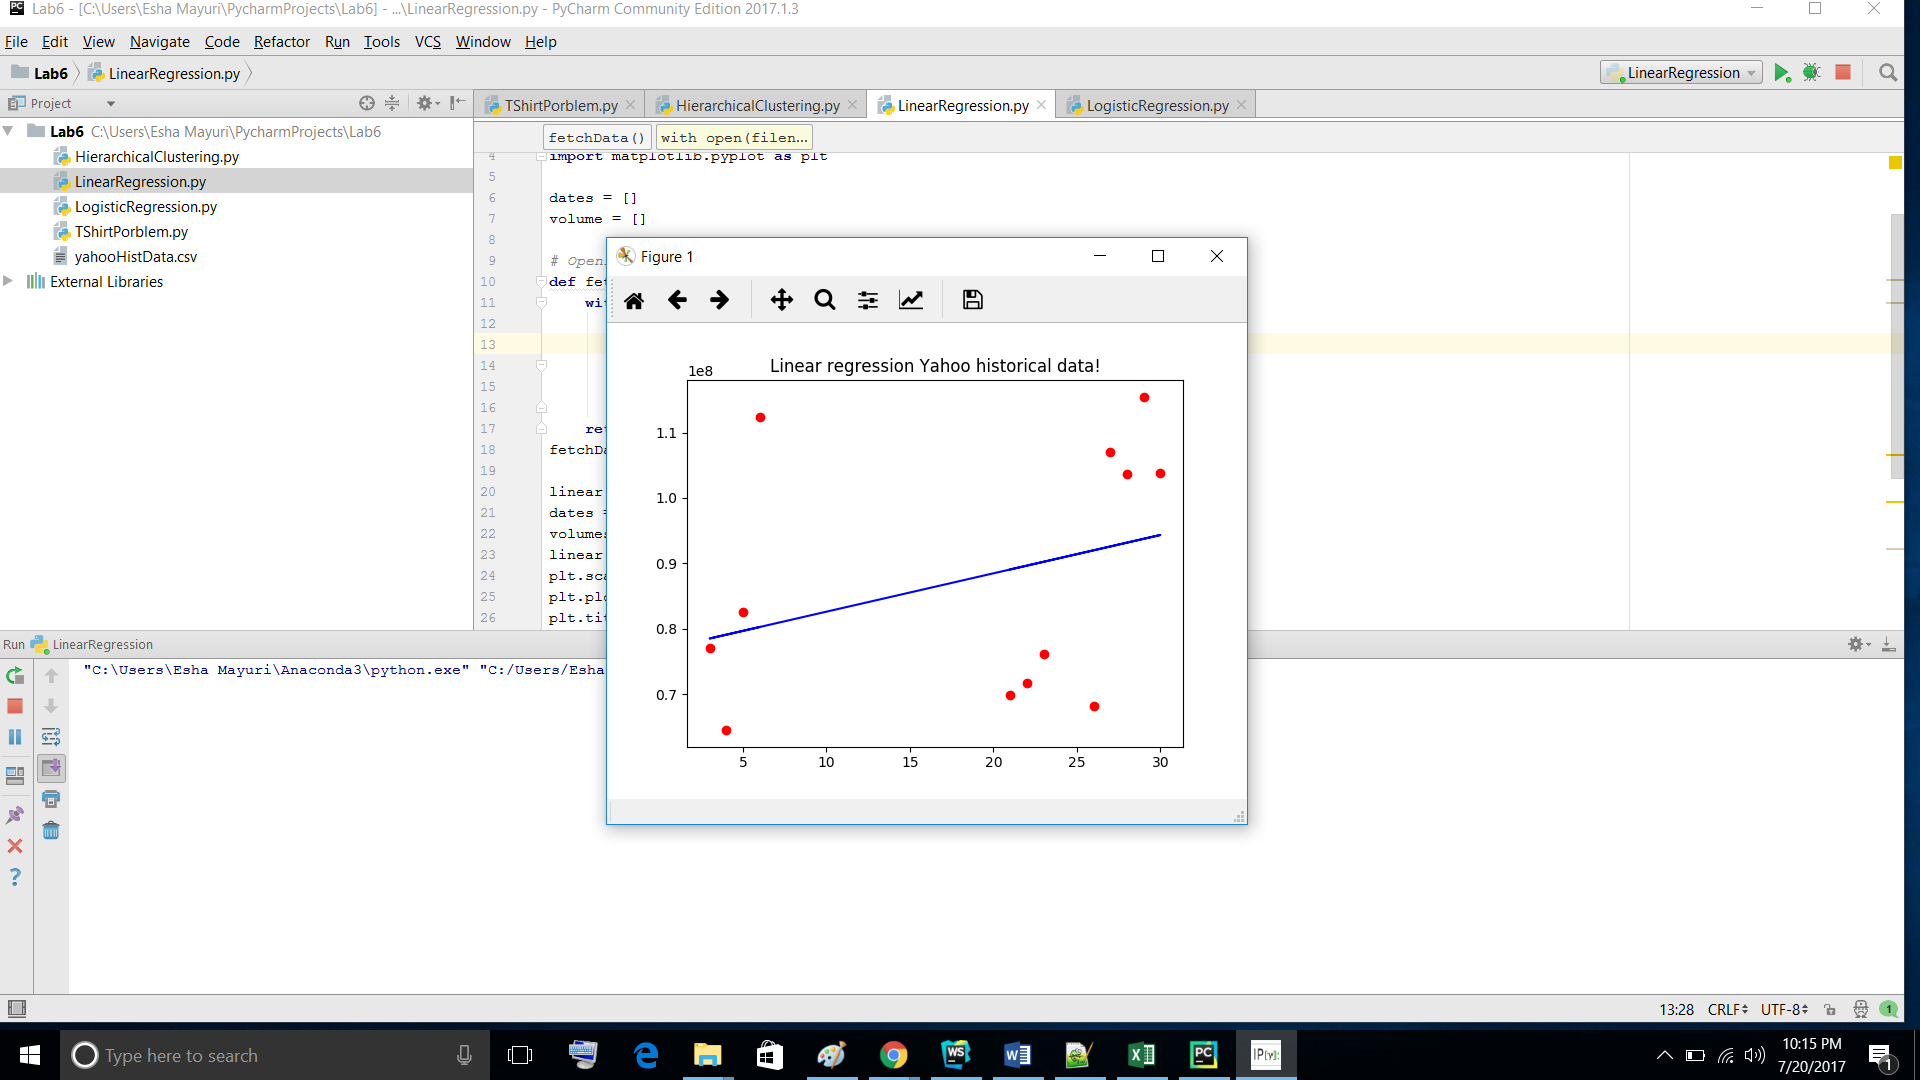 Lab6 - [C:\Users\Esha Mayuri\PycharmProjects\Lab6] - ...\LinearRegression.py - PyCharm Community Edition 2017.1.3
File Edit View Navigate Code Refactor Run Tools VCS Window Help
Lab6 LinearRegression.py
LinearRegression
Project
TShirtPorblem.py HierarchicalClustering.py LinearRegression.py LogisticRegression.py
Lab6 C:\Users\Esha Mayuri\PycharmProjects\Lab6
HierarchicalClustering.py
LinearRegression.py
LogisticRegression.py
TShirtPorblem.py
yahooHistData.csv
External Libraries
fetchData() with open(filen...
4 import matplotlib.pyplot as plt
5
6 dates = []
7 volume = []
8
9 # Open
10 def fe
11 wi
12
13
14
15
16
17 re
18 fetchDa
19
20 linear
21 dates =
22 volumes
23 linear
24 plt.sca
25 plt.plo
26 plt.tit
Figure 1
Linear regression Yahoo historical data!
1e8
1.1
1.0
0.9
0.8
0.7
5 10 15 20 25 30
Run LinearRegression
"C:\Users\Esha Mayuri\Anaconda3\python.exe" "C:/Users/Esha
13:28 CRLF UTF-8
1
Type here to search
10:15 PM
7/20/2017
1